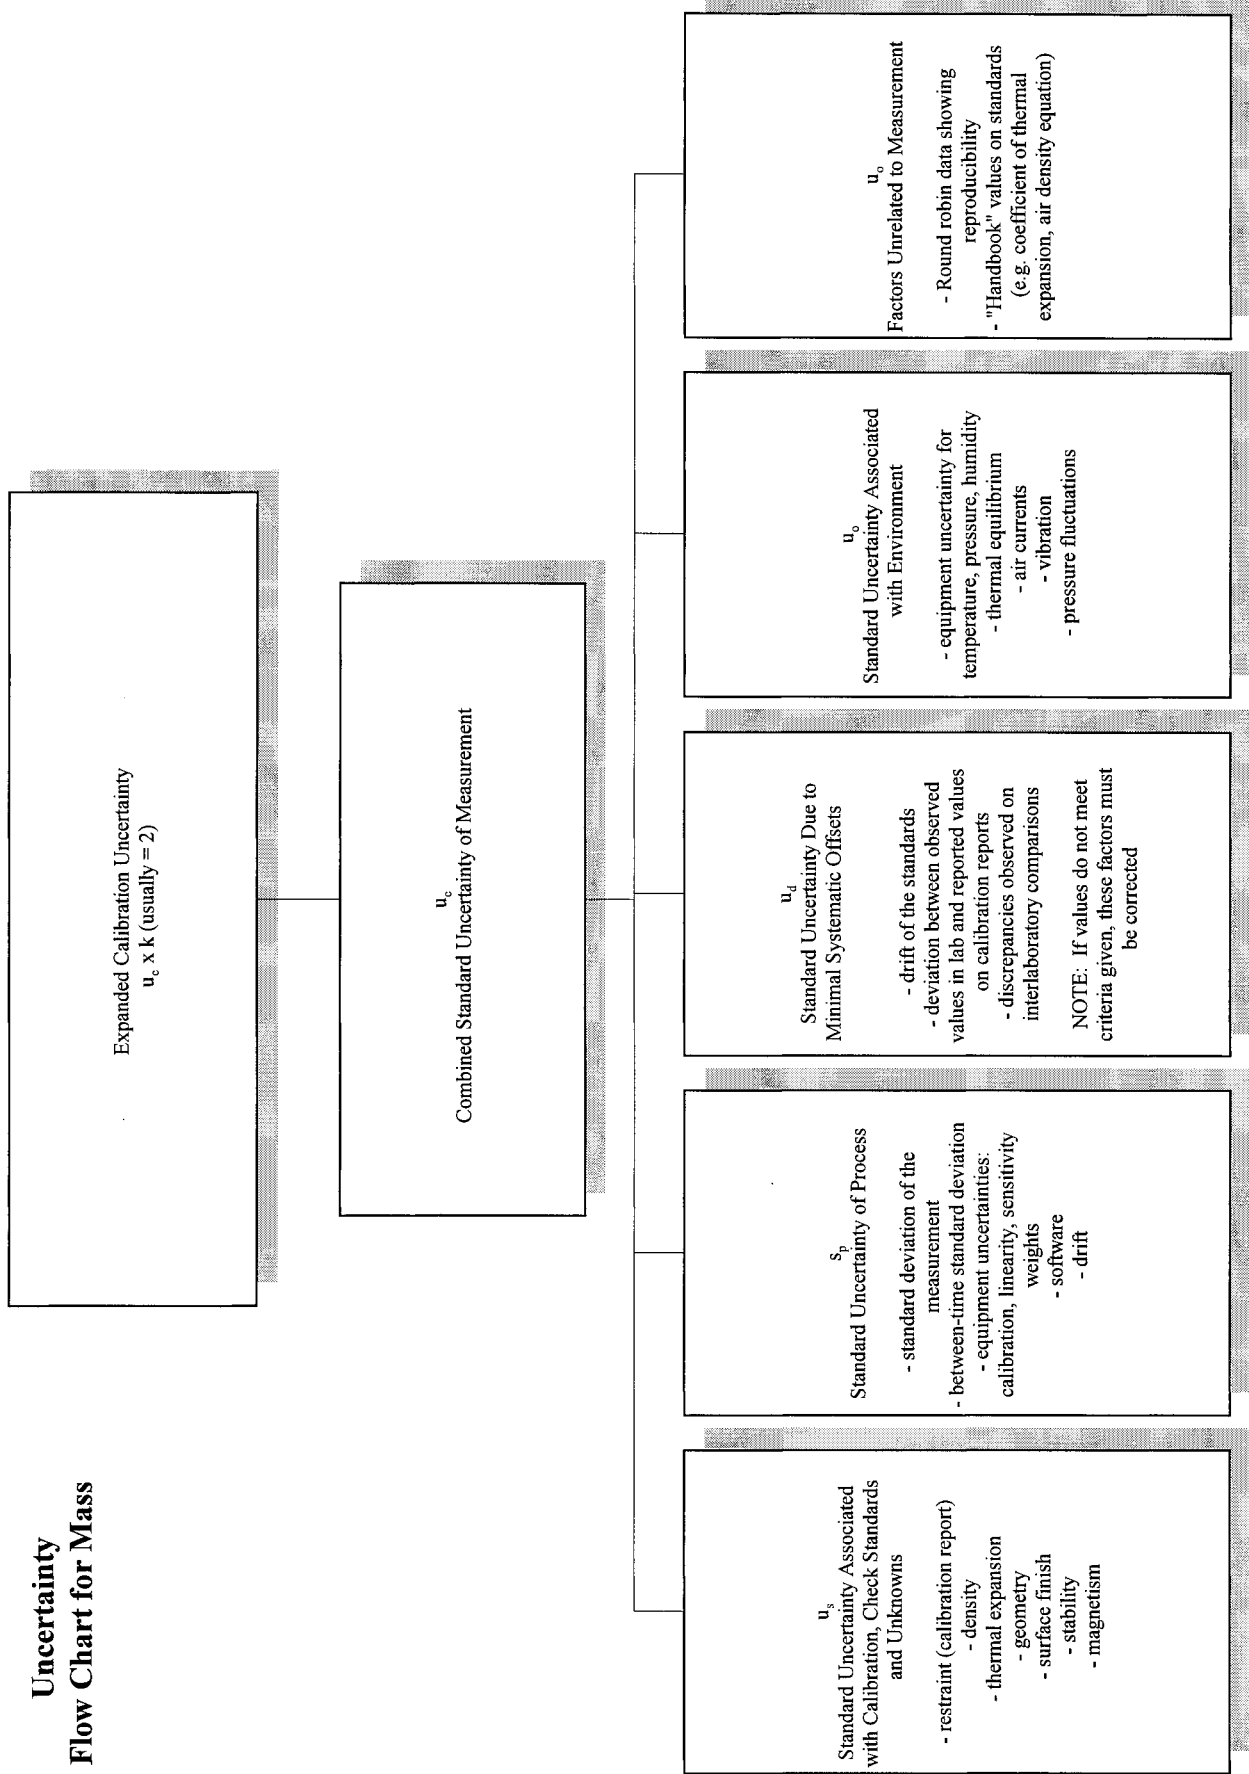 Uncertainty
Flow Chart for Mass
Expanded Calibration Uncertainty
u_c x k (usually = 2)
u_c
Combined Standard Uncertainty of Measurement
u_s
Standard Uncertainty Associated
with Calibration, Check Standards
and Unknowns
- restraint (calibration report)
- density
- thermal expansion
- geometry
- surface finish
- stability
- magnetism
s_p
Standard Uncertainty of Process
- standard deviation of the
measurement
- between-time standard deviation
- equipment uncertainties:
calibration, linearity, sensitivity
weights
- software
- drift
u_d
Standard Uncertainty Due to
Minimal Systematic Offsets
- drift of the standards
- deviation between observed
values in lab and reported values
on calibration reports
- discrepancies observed on
interlaboratory comparisons
NOTE: If values do not meet
criteria given, these factors must
be corrected
u_o
Standard Uncertainty Associated
with Environment
- equipment uncertainty for
temperature, pressure, humidity
- thermal equilibrium
- air currents
- vibration
- pressure fluctuations
u_o
Factors Unrelated to Measurement
- Round robin data showing
reproducibility
- "Handbook" values on standards
(e.g. coefficient of thermal
expansion, air density equation)